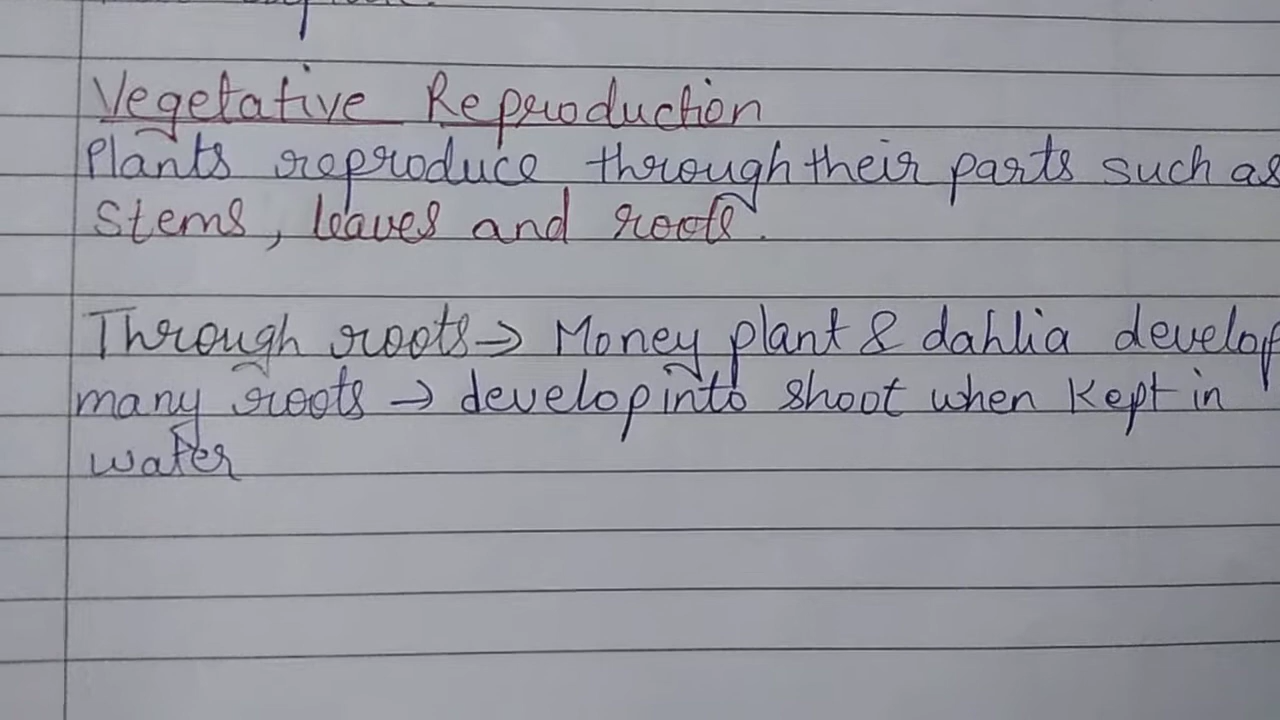 Vegetative Reproduction
Plants reproduce through their parts such as
stems, leaves and roots.
Through roots → Money plant & dahlia develop
many roots → develop into shoot when kept in
water